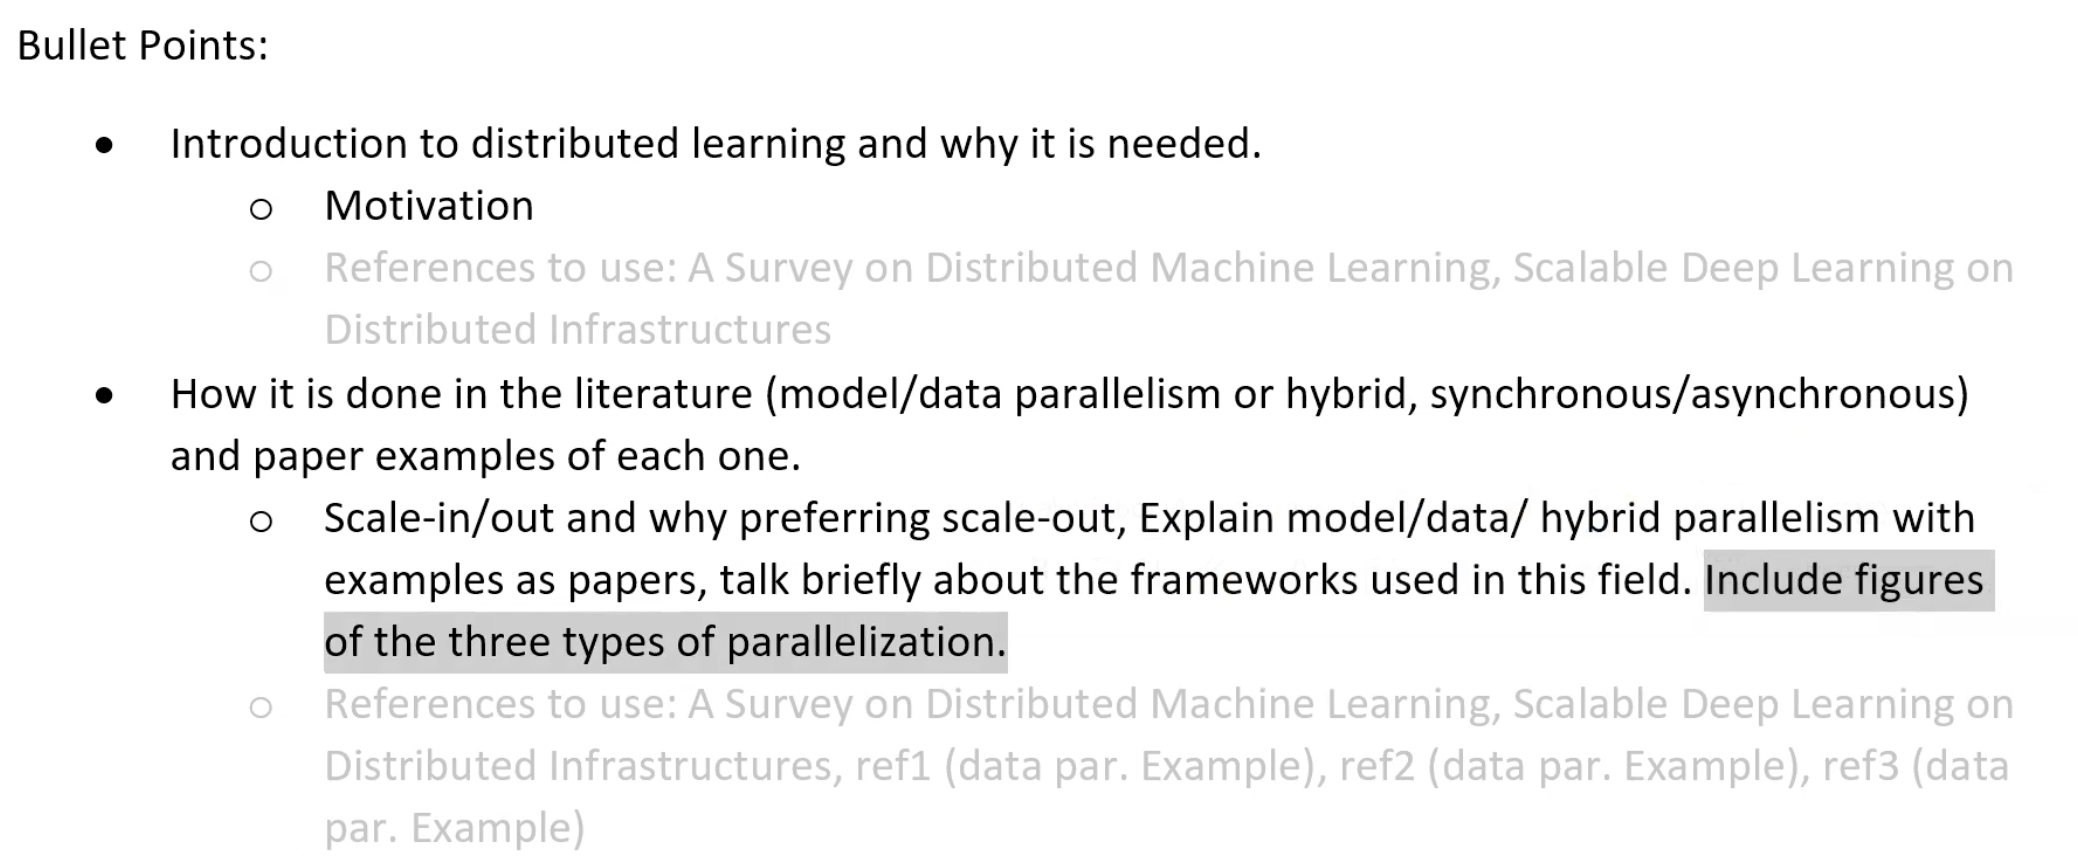 Bullet Points:
• Introduction to distributed learning and why it is needed.
○ Motivation
○ References to use: A Survey on Distributed Machine Learning, Scalable Deep Learning on
Distributed Infrastructures
• How it is done in the literature (model/data parallelism or hybrid, synchronous/asynchronous)
and paper examples of each one.
○ Scale-in/out and why preferring scale-out, Explain model/data/ hybrid parallelism with
examples as papers, talk briefly about the frameworks used in this field. Include figures
of the three types of parallelization.
○ References to use: A Survey on Distributed Machine Learning, Scalable Deep Learning on
Distributed Infrastructures, ref1 (data par. Example), ref2 (data par. Example), ref3 (data
par. Example)